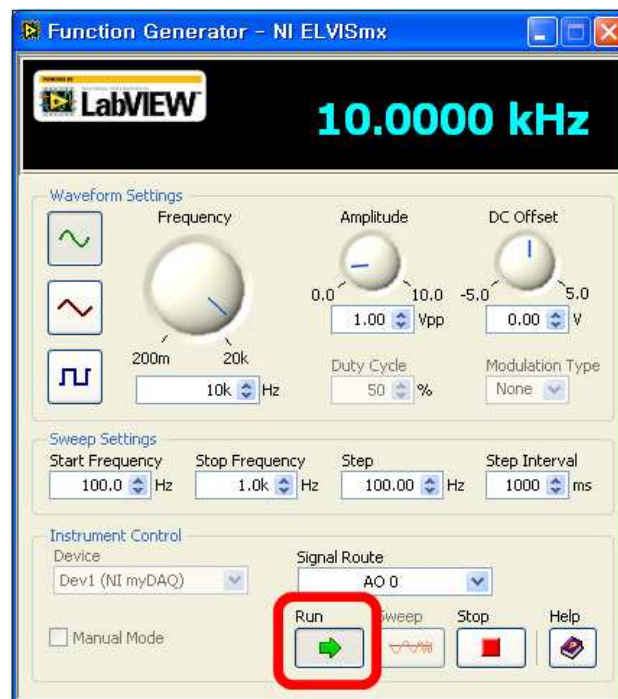 Function Generator - NI ELVISmx
LabVIEW
10.0000 kHz
Waveform Settings
Frequency Amplitude DC Offset
0.0 10.0 -5.0 5.0
1.00 Vpp 0.00 V
200m 20k Duty Cycle Modulation Type
10k Hz 50 % None
Sweep Settings
Start Frequency Stop Frequency Step Step Interval
100.0 Hz 1.0k Hz 100.00 Hz 1000 ms
Instrument Control
Device Signal Route
Dev1 (NI myDAQ) AO 0
Run Sweep Stop Help
Manual Mode